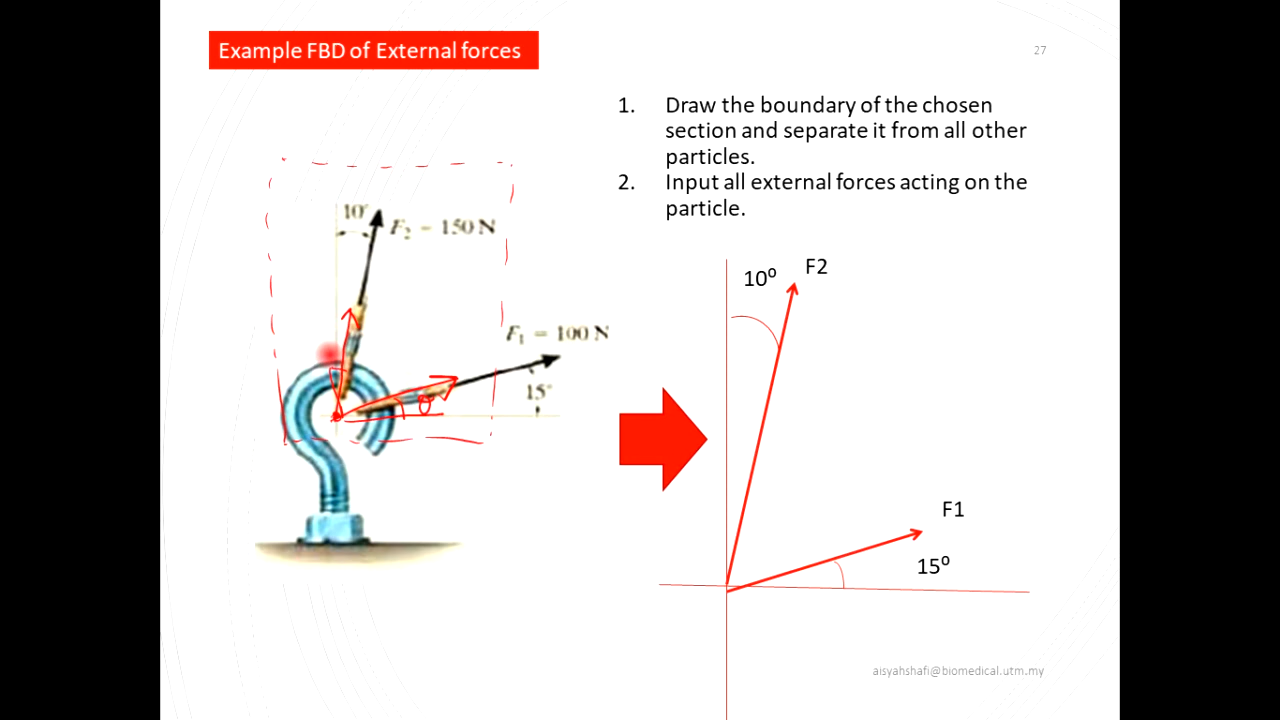 Example FBD of External forces
27
1. Draw the boundary of the chosen
section and separate it from all other
particles.
2. Input all external forces acting on the
particle.
10°
F₂ = 150 N
F₁ = 100 N
15°
θ
10⁰
F2
F1
15⁰
aisyahshafi@biomedical.utm.my